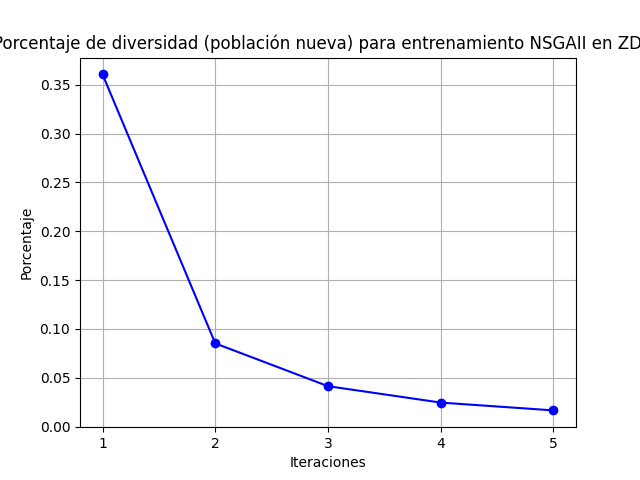 Porcentaje de diversidad (población nueva) para entrenamiento NSGAII en ZD
Porcentaje
0.35
0.30
0.25
0.20
0.15
0.10
0.05
0.00
1 2 3 4 5
Iteraciones